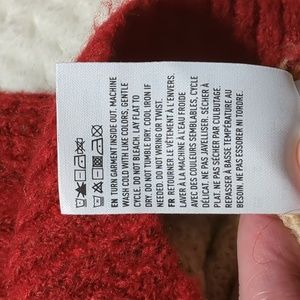 EN TURN GARMENT INSIDE OUT. MACHINE
WASH COLD WITH LIKE COLORS, GENTLE
CYCLE. DO NOT BLEACH. LAY FLAT TO
DRY. DO NOT TUMBLE DRY. COOL IRON IF
NEEDED. DO NOT WRING OR TWIST.
FR RETOURNER LE VÊTEMENT À L'ENVERS.
LAVER À LA MACHINE À L'EAU FROIDE
AVEC DES COULEURS SEMBLABLES, CYCLE
DÉLICAT. NE PAS JAVELLISER. SÉCHER À
PLAT. NE PAS SÉCHER PAR CULBUTAGE.
REPASSER À BASSE TEMPÉRATURE AU
BESOIN. NE PAS ESSORER NI TORDRE.